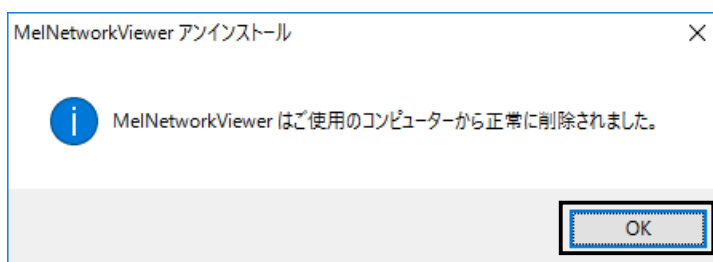 MelNetworkViewer アンインストール
MelNetworkViewer はご使用のコンピューターから正常に削除されました。
OK